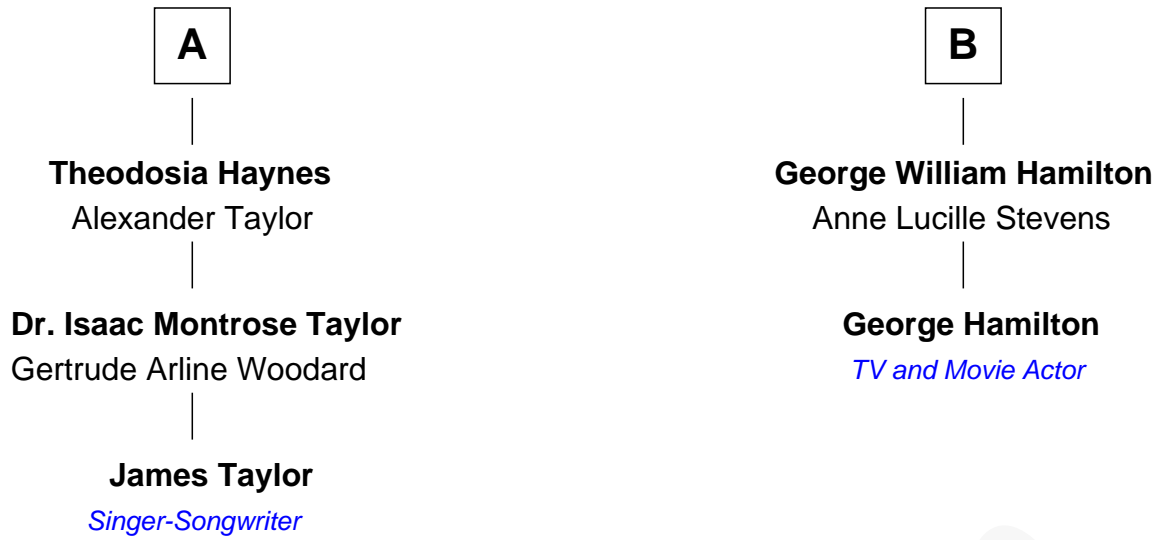 A
Theodosia Haynes
Alexander Taylor
Dr. Isaac Montrose Taylor
Gertrude Arline Woodard
James Taylor
Singer-Songwriter
B
George William Hamilton
Anne Lucille Stevens
George Hamilton
TV and Movie Actor